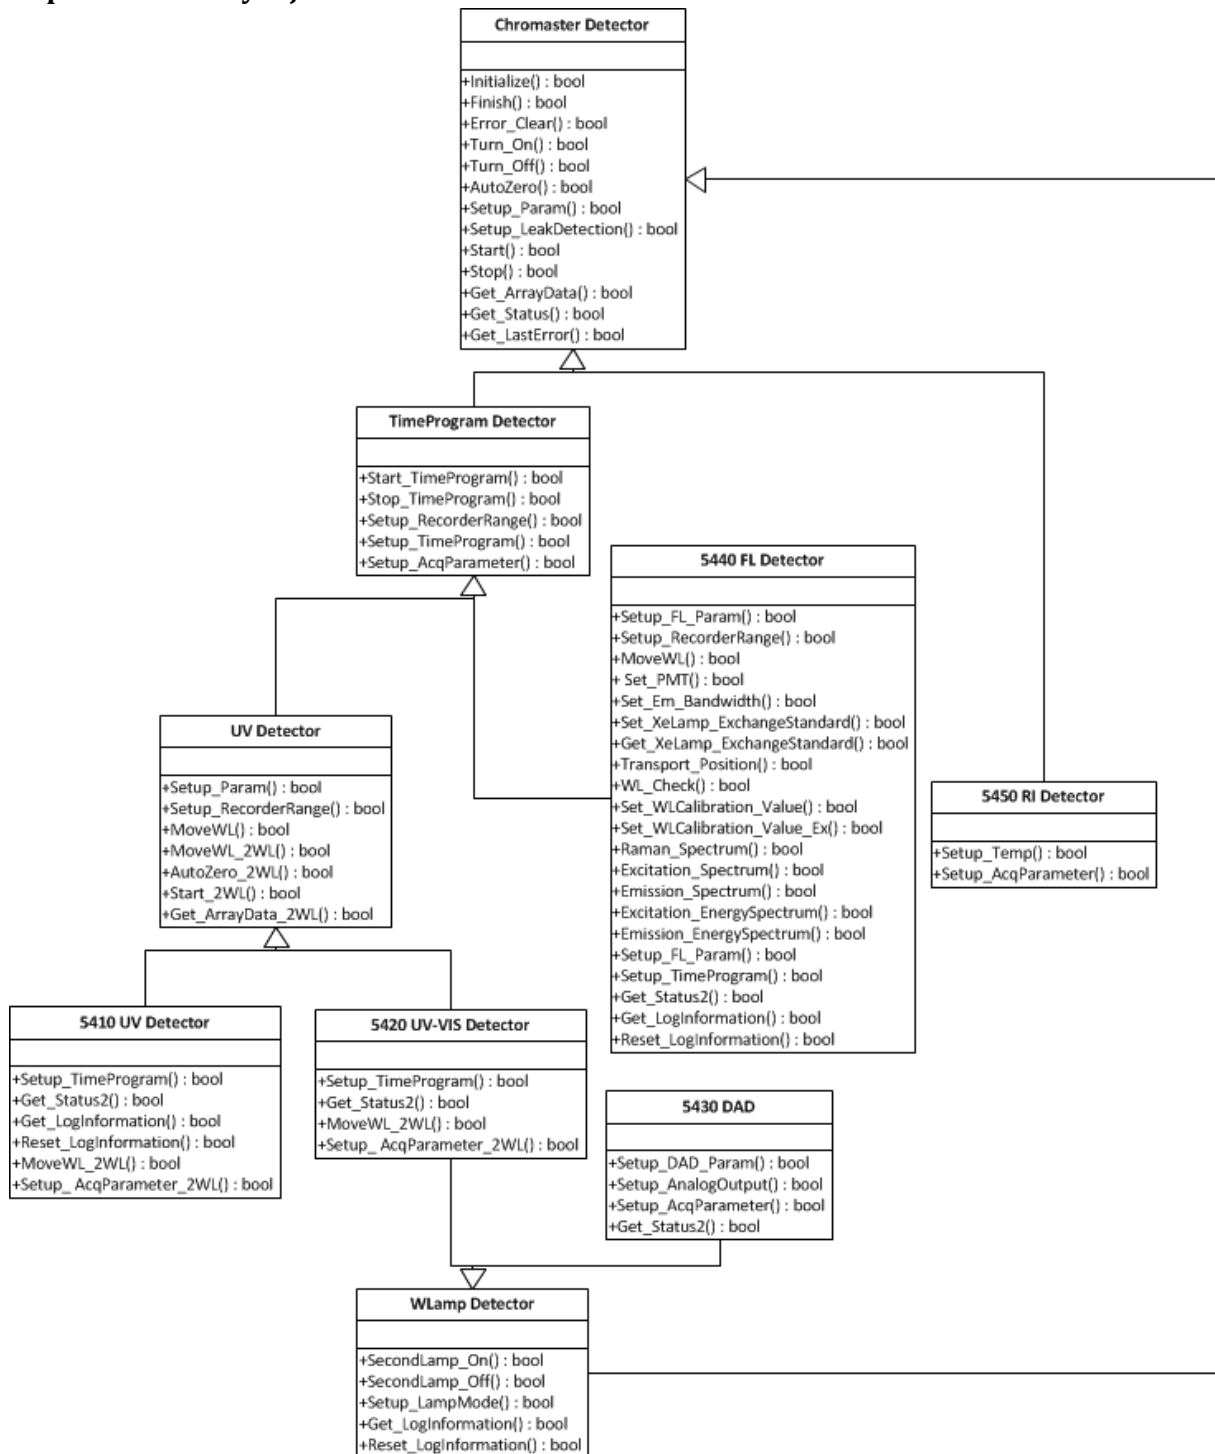 Chromaster Detector
+Initialize() : bool
+Finish() : bool
+Error_Clear() : bool
+Turn_On() : bool
+Turn_Off() : bool
+AutoZero() : bool
+Setup_Param() : bool
+Setup_LeakDetection() : bool
+Start() : bool
+Stop() : bool
+Get_ArrayData() : bool
+Get_Status() : bool
+Get_LastError() : bool
TimeProgram Detector
+Start_TimeProgram() : bool
+Stop_TimeProgram() : bool
+Setup_RecorderRange() : bool
+Setup_TimeProgram() : bool
+Setup_AcqParameter() : bool
5440 FL Detector
+Setup_FL_Param() : bool
+Setup_RecorderRange() : bool
+MoveWL() : bool
+ Set_PMT() : bool
+Set_Em_Bandwidth() : bool
+Set_XeLamp_ExchangeStandard() : bool
+Get_XeLamp_ExchangeStandard() : bool
+Transport_Position() : bool
+WL_Check() : bool
+Set_WLCalibration_Value() : bool
+Set_WLCalibration_Value_Ex() : bool
+Raman_Spectrum() : bool
+Excitation_Spectrum() : bool
+Emission_Spectrum() : bool
+Excitation_EnergySpectrum() : bool
+Emission_EnergySpectrum() : bool
+Setup_FL_Param() : bool
+Setup_TimeProgram() : bool
+Get_Status2() : bool
+Get_LogInformation() : bool
+Reset_LogInformation() : bool
UV Detector
+Setup_Param() : bool
+Setup_RecorderRange() : bool
+MoveWL() : bool
+MoveWL_2WL() : bool
+AutoZero_2WL() : bool
+Start_2WL() : bool
+Get_ArrayData_2WL() : bool
5450 RI Detector
+Setup_Temp() : bool
+Setup_AcqParameter() : bool
5410 UV Detector
+Setup_TimeProgram() : bool
+Get_Status2() : bool
+Get_LogInformation() : bool
+Reset_LogInformation() : bool
+MoveWL_2WL() : bool
+Setup_ AcqParameter_2WL() : bool
5420 UV-VIS Detector
+Setup_TimeProgram() : bool
+Get_Status2() : bool
+MoveWL_2WL() : bool
+Setup_ AcqParameter_2WL() : bool
5430 DAD
+Setup_DAD_Param() : bool
+Setup_AnalogOutput() : bool
+Setup_AcqParameter() : bool
+Get_Status2() : bool
WLamp Detector
+SecondLamp_On() : bool
+SecondLamp_Off() : bool
+Setup_LampMode() : bool
+Get_LogInformation() : bool
+Reset_LogInformation() : bool